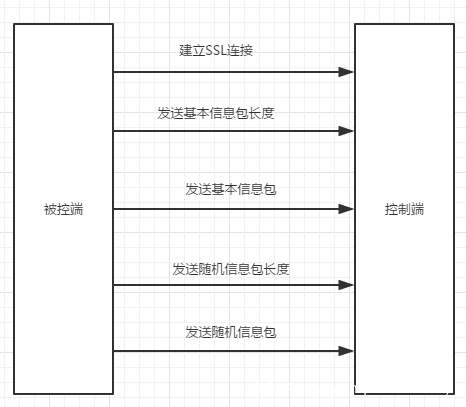 建立SSL连接
发送基本信息包长度
发送基本信息包
被控端
控制端
发送随机信息包长度
发送随机信息包